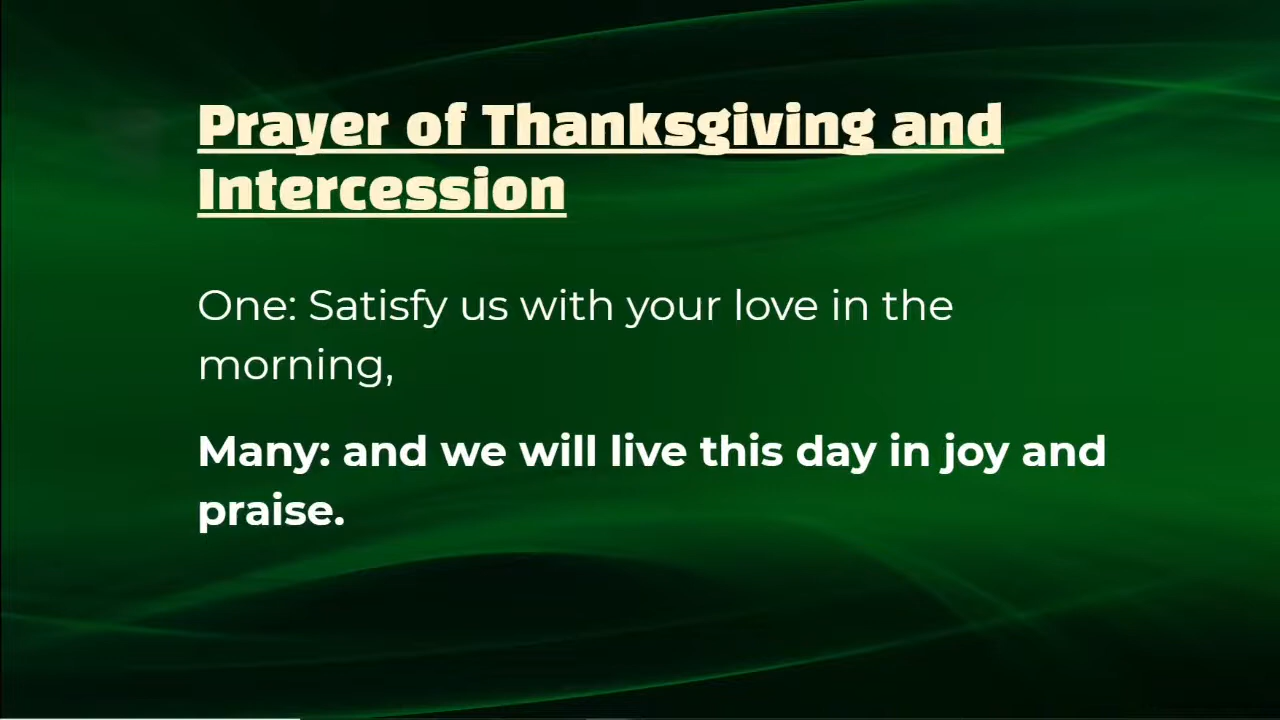 Prayer of Thanksgiving and
Intercession
One: Satisfy us with your love in the
morning,
Many: and we will live this day in joy and
praise.